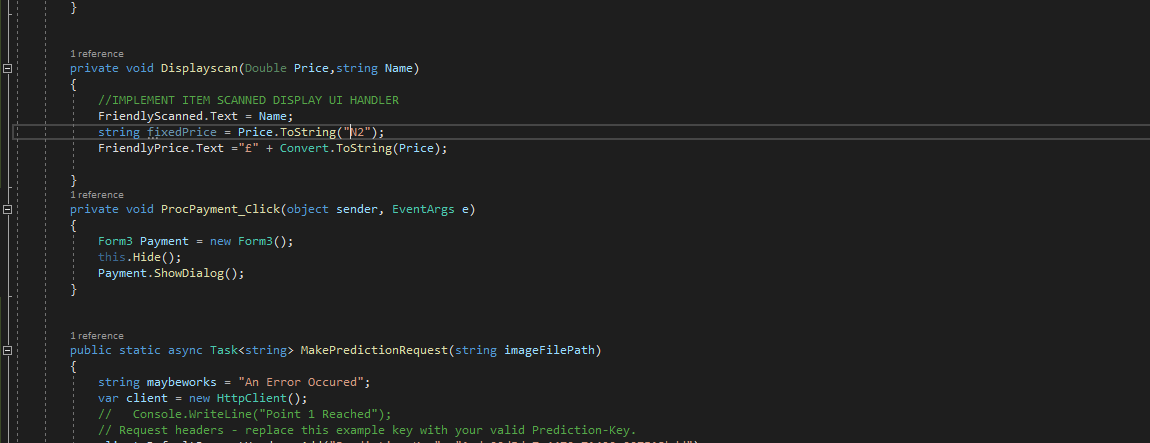 }
1 reference
private void Displayscan(Double Price,string Name)
{
//IMPLEMENT ITEM SCANNED DISPLAY UI HANDLER
FriendlyScanned.Text = Name;
string fixedPrice = Price.ToString("N2");
FriendlyPrice.Text ="£" + Convert.ToString(Price);
}
1 reference
private void ProcPayment_Click(object sender, EventArgs e)
{
Form3 Payment = new Form3();
this.Hide();
Payment.ShowDialog();
}
1 reference
public static async Task<string> MakePredictionRequest(string imageFilePath)
{
string maybeworks = "An Error Occured";
var client = new HttpClient();
//   Console.WriteLine("Point 1 Reached");
// Request headers - replace this example key with your valid Prediction-Key.